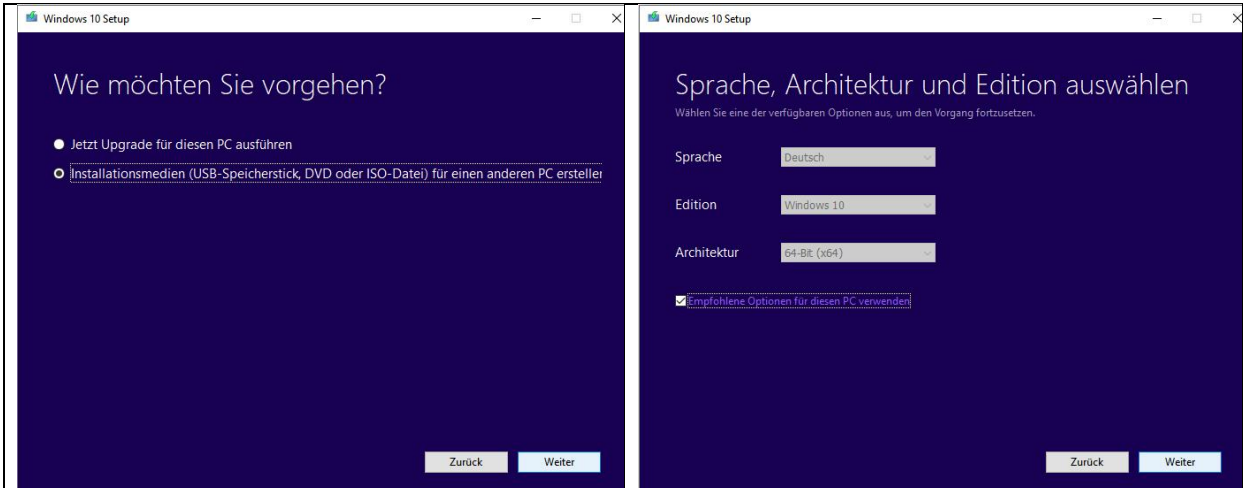 Windows 10 Setup
Wie möchten Sie vorgehen?
Jetzt Upgrade für diesen PC ausführen
Installationsmedien (USB-Speicherstick, DVD oder ISO-Datei) für einen anderen PC erstellen
Zurück
Weiter
Windows 10 Setup
Sprache, Architektur und Edition auswählen
Wählen Sie eine der verfügbaren Optionen aus, um den Vorgang fortzusetzen.
Sprache
Deutsch
Edition
Windows 10
Architektur
64-Bit (x64)
Empfohlene Optionen für diesen PC verwenden
Zurück
Weiter